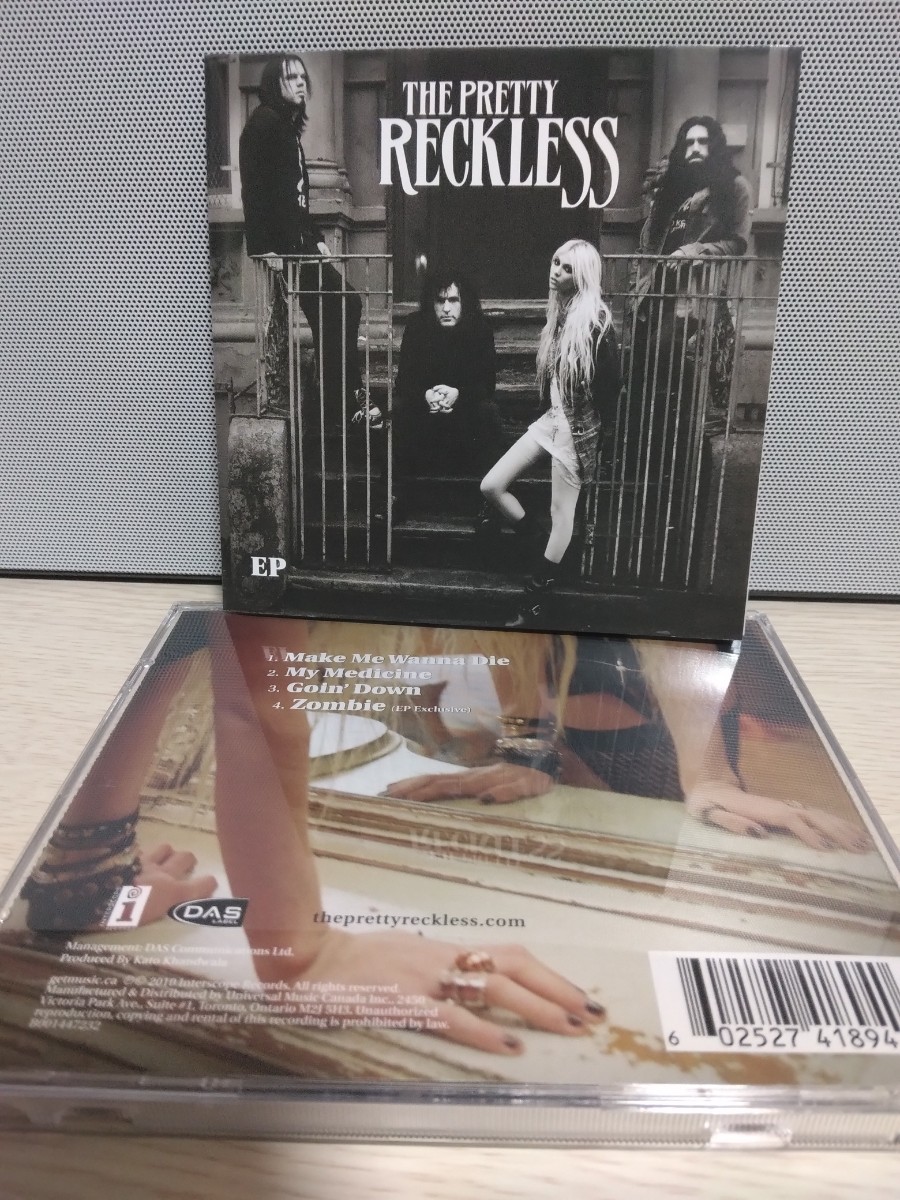 THE PRETTY
RECKLESS
EP
1. Make Me Wanna Die
2. My Medicine
3. Goin' Down
4. Zombie (EP Exclusive)
i
DAS
LABEL
theprettyreckless.com
Management: DAS Communications Ltd.
Produced by Kato Khandwala
getmusic.ca ℗© 2010 Interscope Records. All rights reserved
Manufactured & Distributed by Universal Music Canada Inc., 2450
Victoria Park Ave., Suite #1, Toronto, Ontario M2J 5H3. Unauthorized
reproduction, copying and rental of this recording is prohibited by law.
B001447232
6 02527 41894